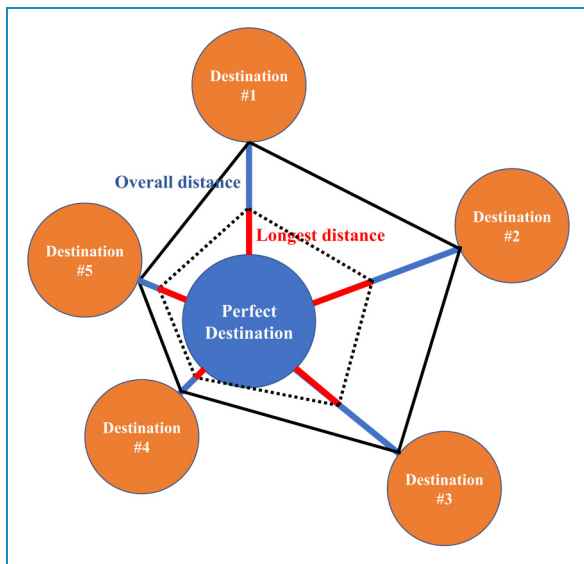 Destination
#1
Overall distance
Longest distance
Destination
#2
Destination
#5
Perfect
Destination
Destination
#4
Destination
#3